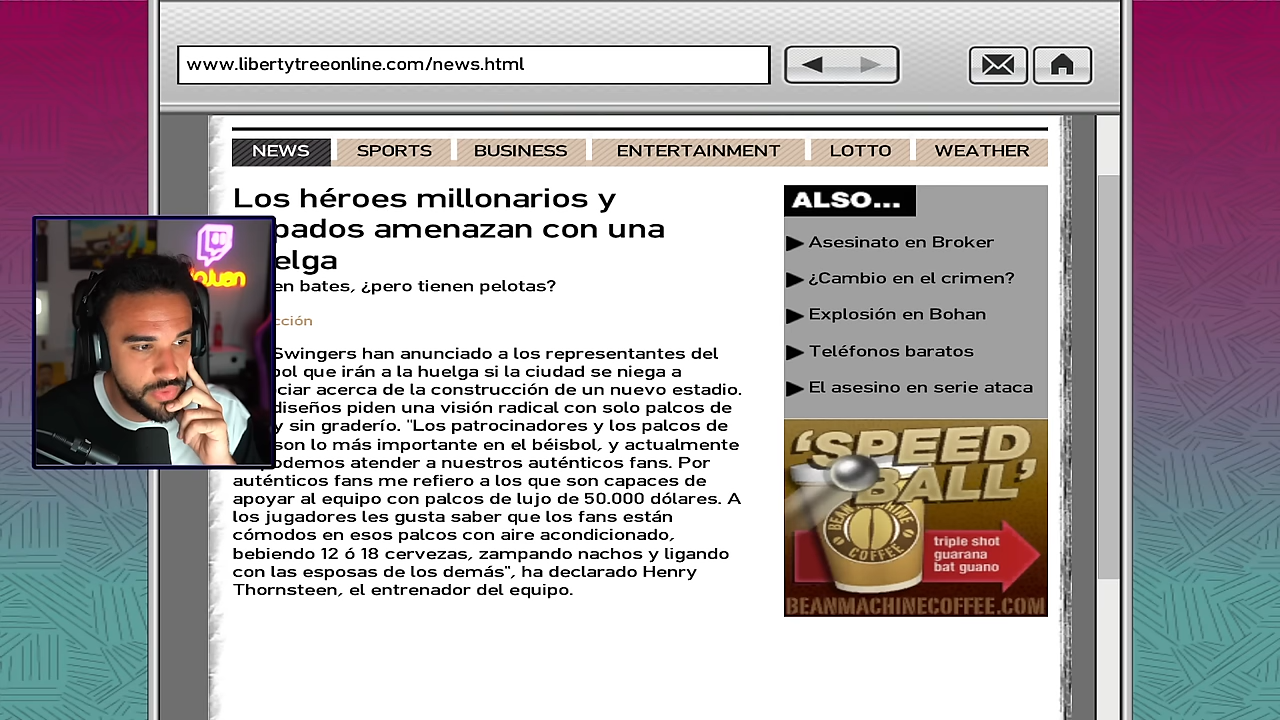 www.libertytreeonline.com/news.html
NEWS SPORTS BUSINESS ENTERTAINMENT LOTTO WEATHER
Los héroes millonarios y
amenazan con una
bates, ¿pero tienen pelotas?
Swingers han anunciado a los representantes del
que irán a la huelga si la ciudad se niega a
acerca de la construcción de un nuevo estadio.
diseños piden una visión radical con solo palcos de
y sin graderío. "Los patrocinadores y los palcos de
son lo más importante en el béisbol, y actualmente
podemos atender a nuestros auténticos fans. Por
auténticos fans me refiero a los que son capaces de
apoyar al equipo con palcos de lujo de 50.000 dólares. A
los jugadores les gusta saber que los fans están
cómodos en esos palcos con aire acondicionado,
bebiendo 12 ó 18 cervezas, zampando nachos y ligando
con las esposas de los demás", ha declarado Henry
Thornsteen, el entrenador del equipo.
ALSO...
Asesinato en Broker
¿Cambio en el crimen?
Explosión en Bohan
Teléfonos baratos
El asesino en serie ataca
'SPEED
BALL'
BEAN MACHINE
COFFEE
triple shot
guarana
bat guano
BEANMACHINECOFFEE.COM